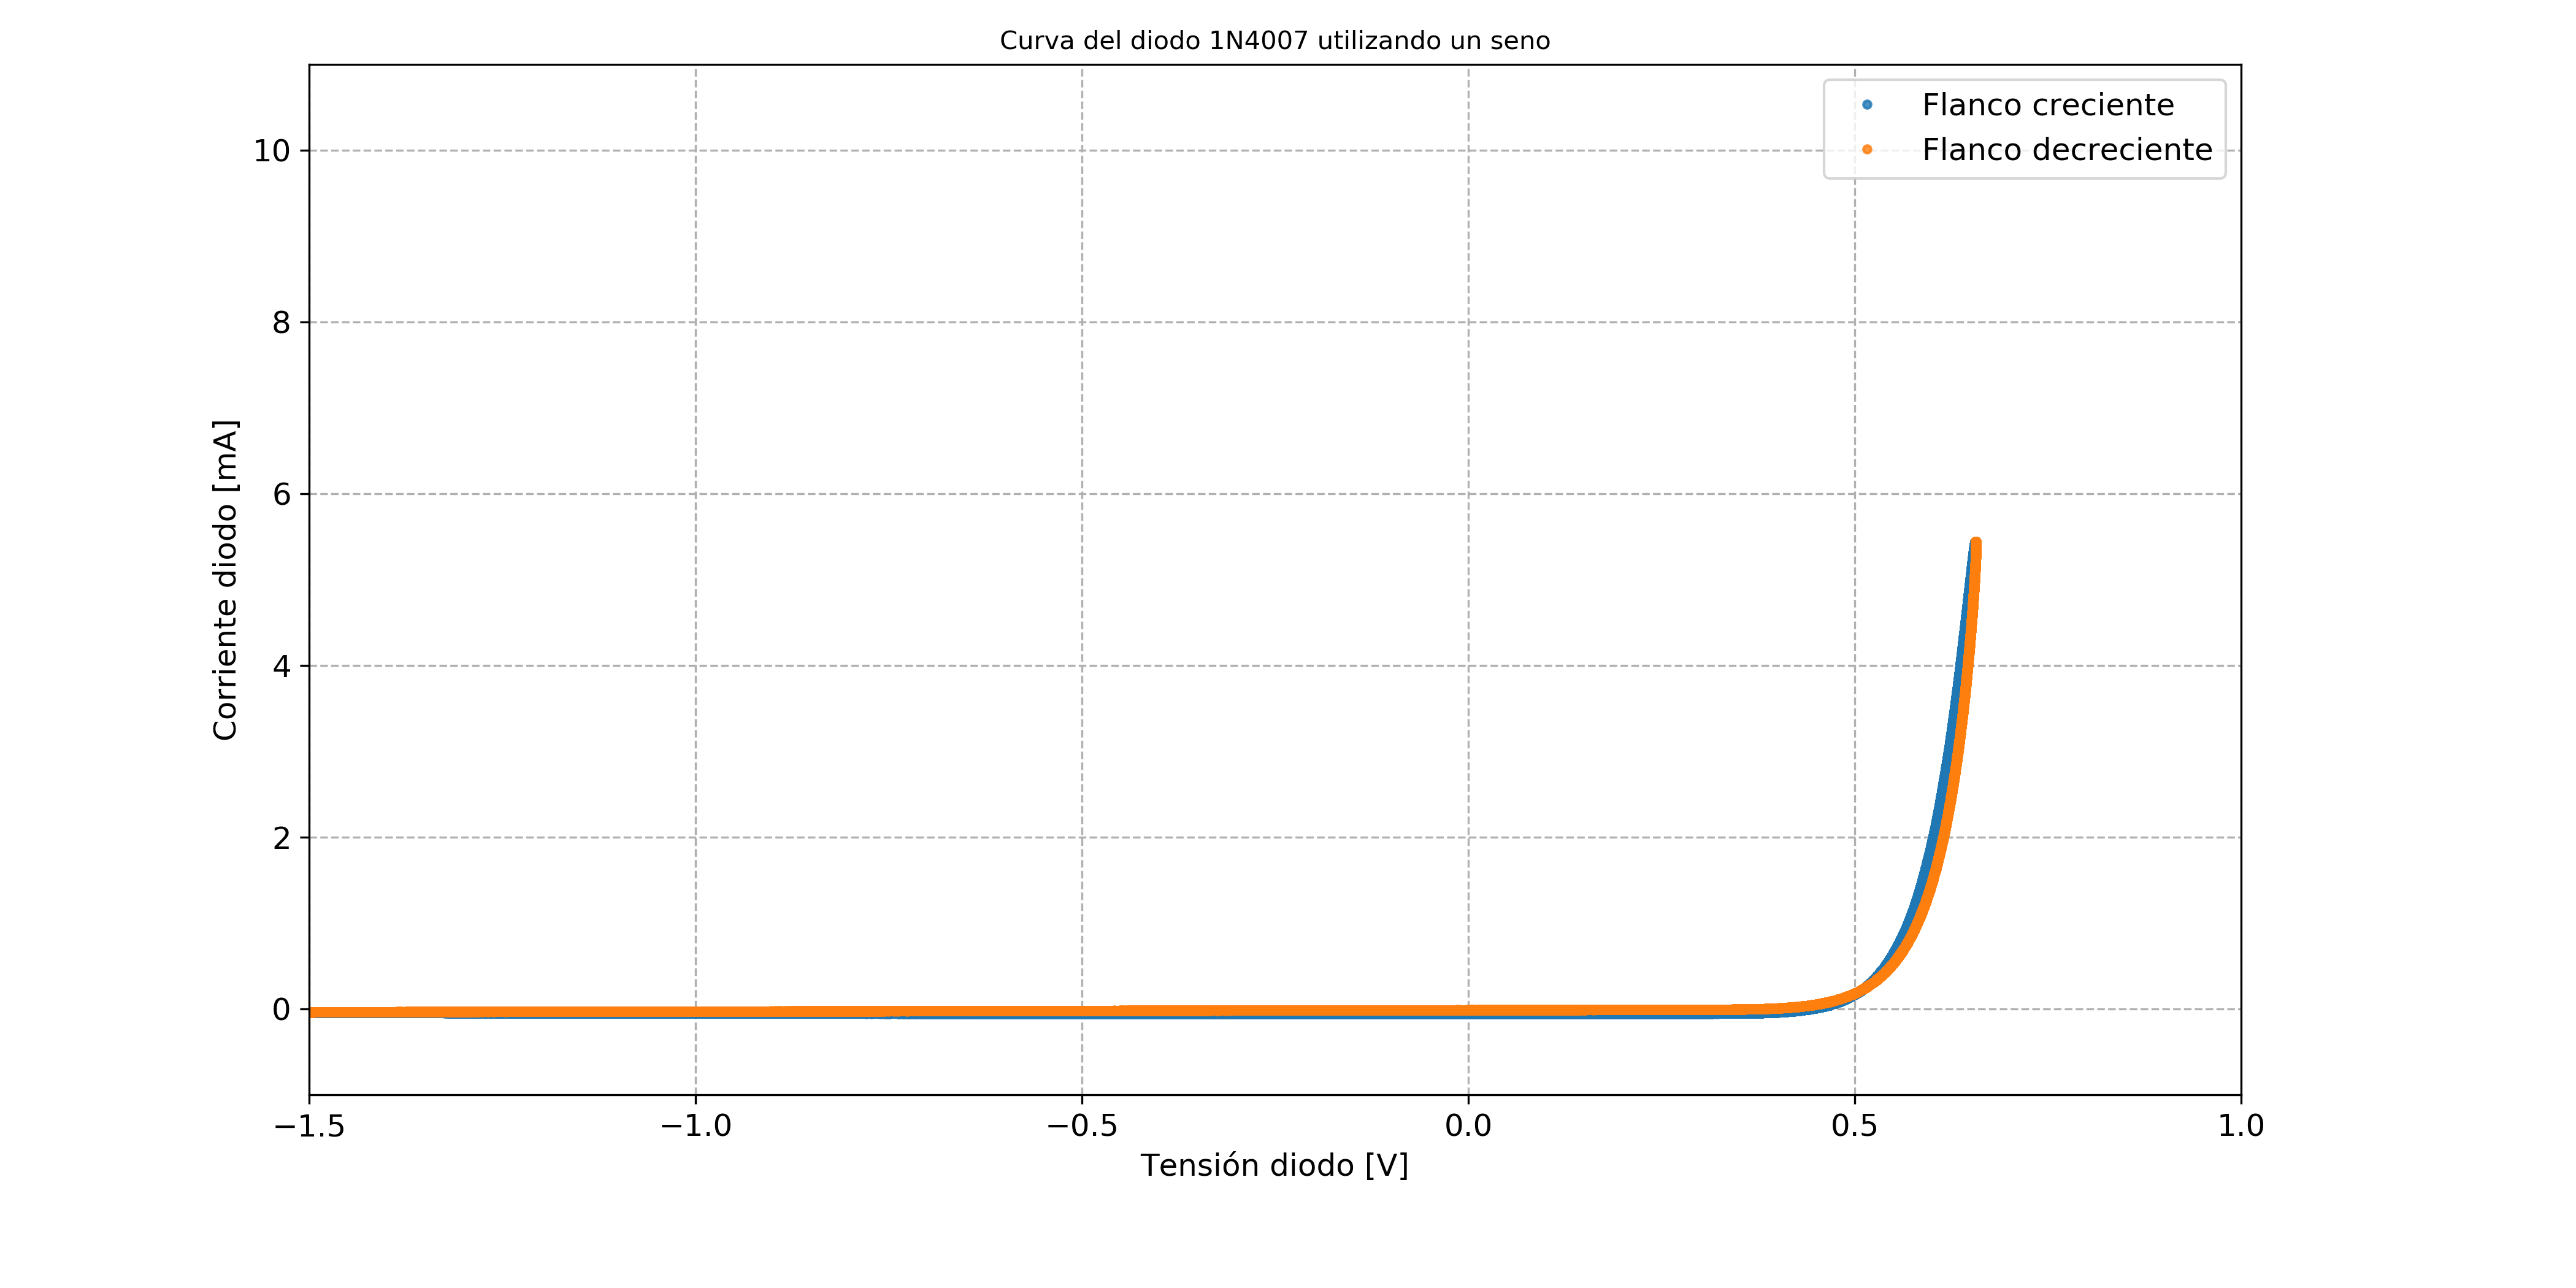 Curva del diodo 1N4007 utilizando un seno
Flanco creciente
Flanco decreciente
10
8
6
4
2
0
Corriente diodo [mA]
−1.5
−1.0
−0.5
0.0
0.5
1.0
Tensión diodo [V]